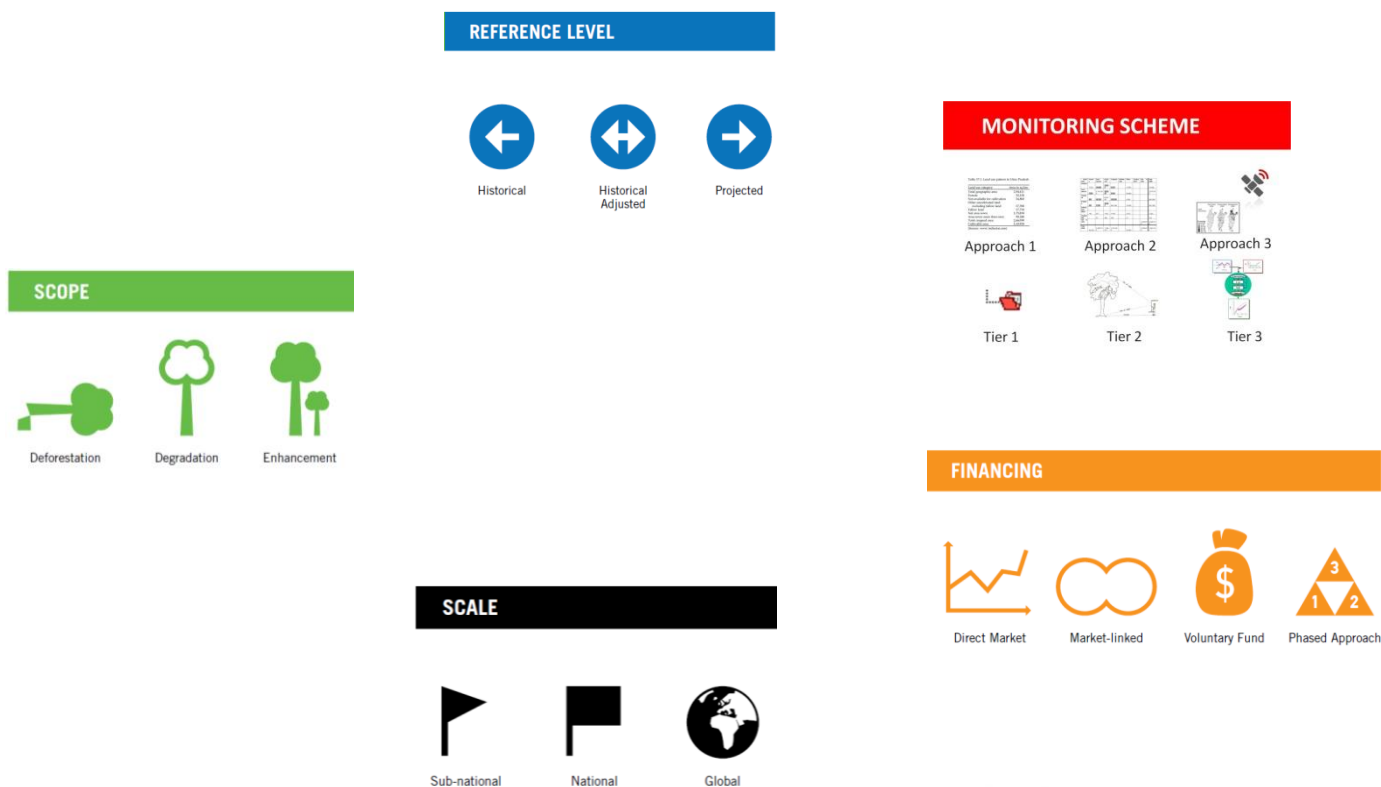 REFERENCE LEVEL
Historical
Historical
Adjusted
Projected
MONITORING SCHEME
Approach 1
Approach 2
Approach 3
Tier 1
Tier 2
Tier 3
SCOPE
Deforestation
Degradation
Enhancement
FINANCING
$
3
1 2
Direct Market
Market-linked
Voluntary Fund
Phased Approach
SCALE
Sub-national
National
Global